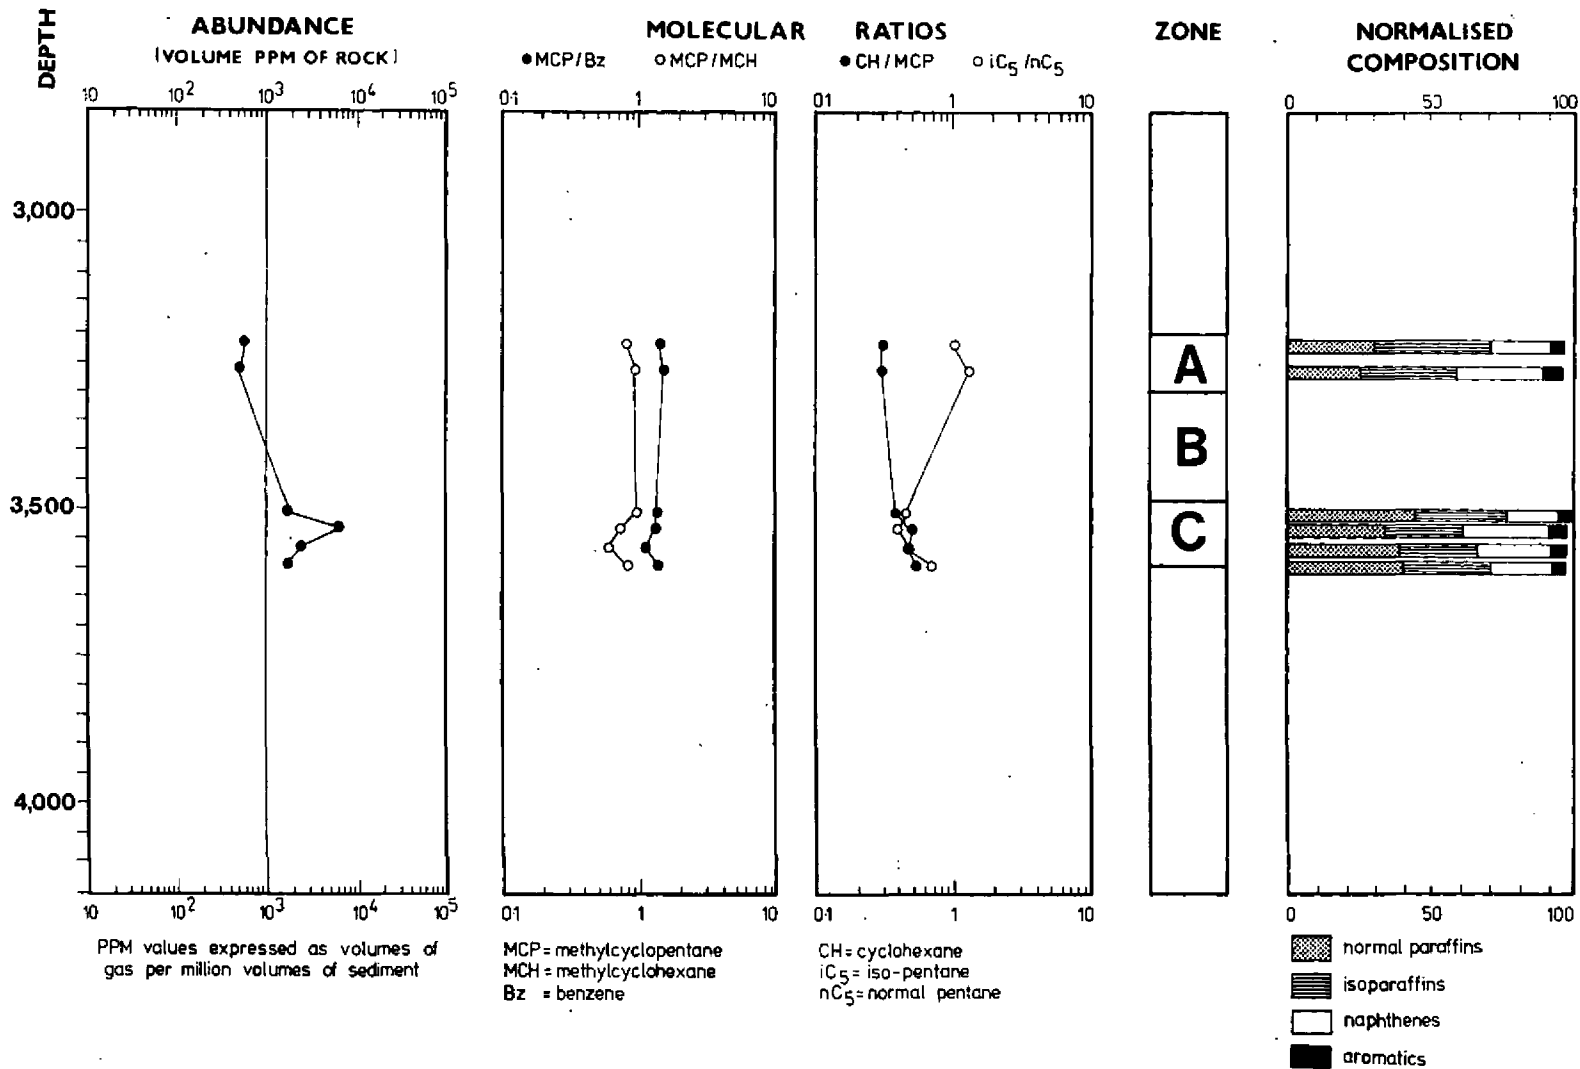 DEPTH
ABUNDANCE
(VOLUME PPM OF ROCK)
MOLECULAR RATIOS
●MCP/Bz ○MCP/MCH ●CH/MCP ○iC5/nC5
ZONE
NORMALISED
COMPOSITION
10 10² 10³ 10⁴ 10⁵
0·1 1 10
01 1 10
0 50 100
3,000
3,500
4,000
A
B
C
10 10² 10³ 10⁴ 10⁵
0·1 1 10
0·1 1 10
0 50 100
PPM values expressed as volumes of
gas per million volumes of sediment
MCP= methylcyclopentane
MCH= methylcyclohexane
Bz = benzene
CH= cyclohexane
iC5= iso-pentane
nC5=normal pentane
normal paraffins
isoparaffins
naphthenes
aromatics